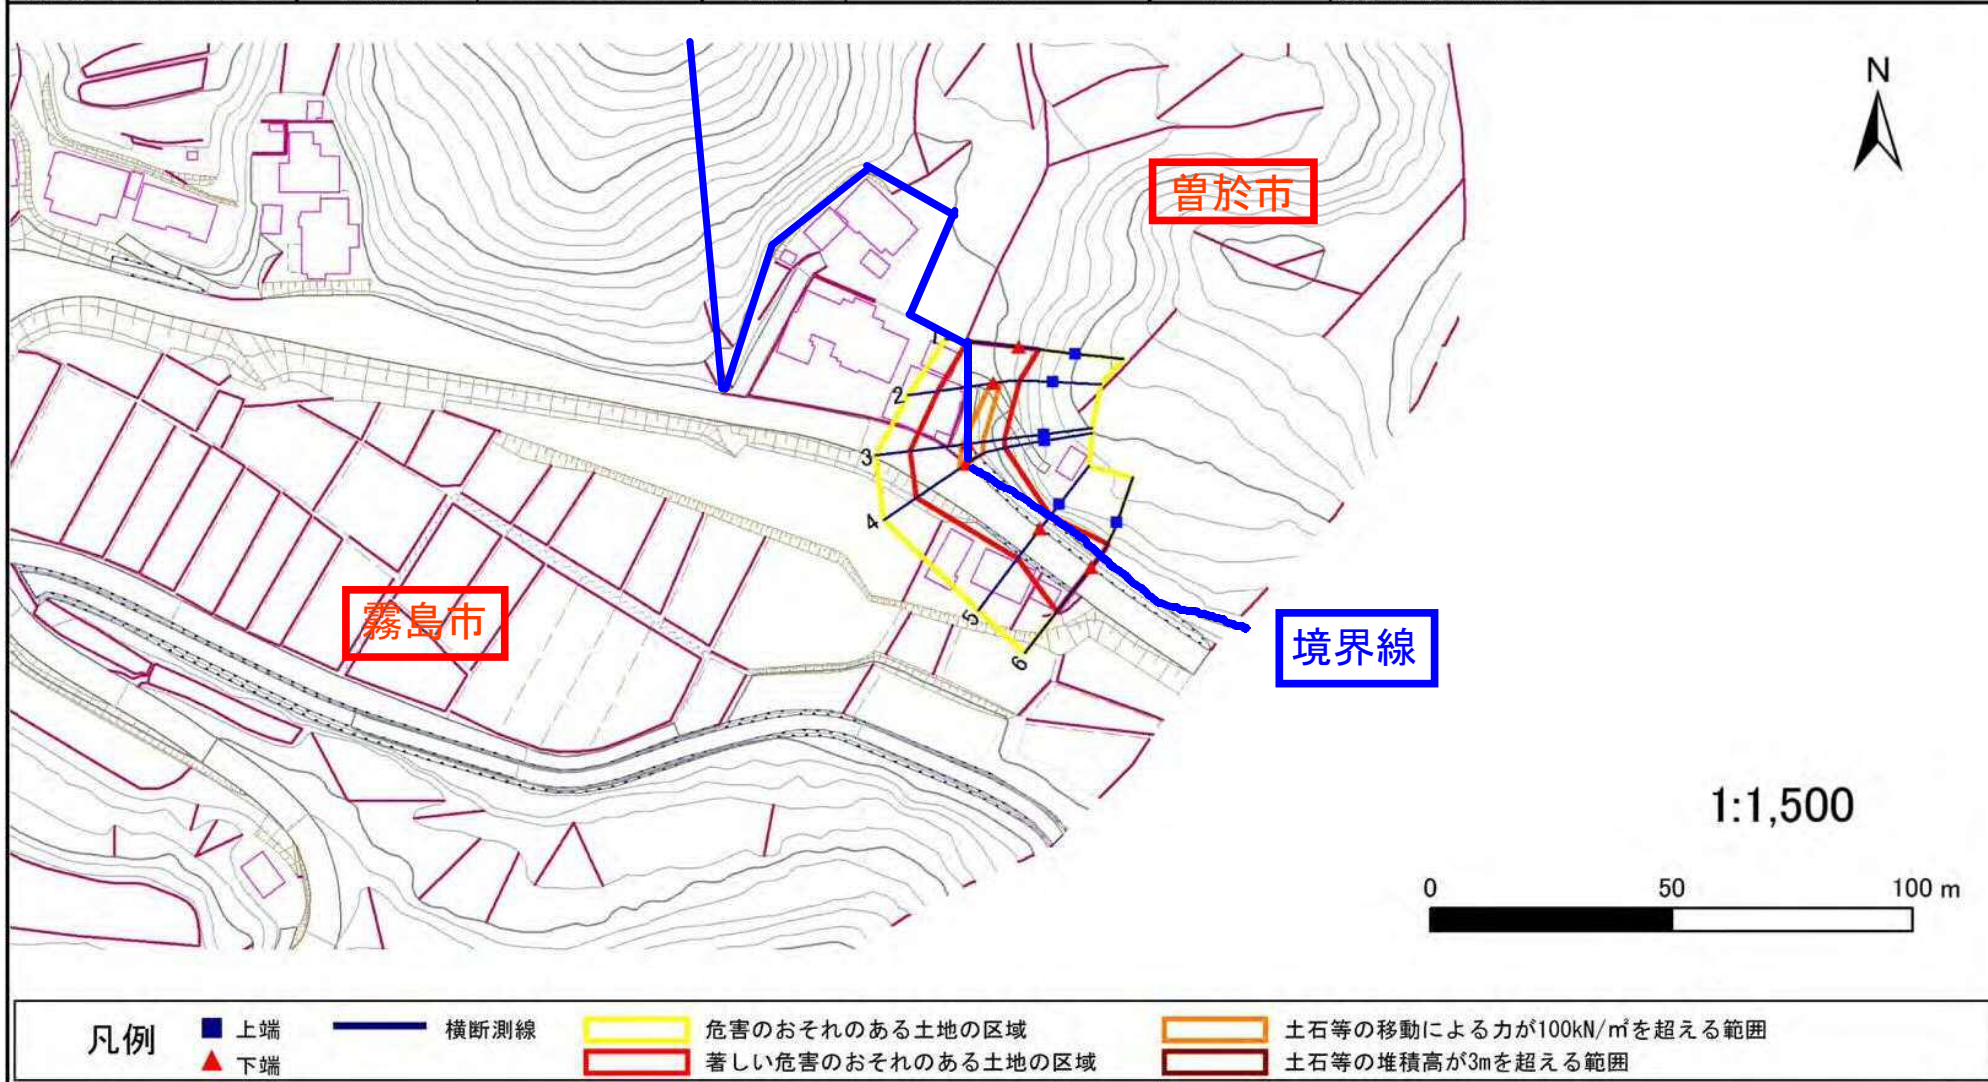 N
曽於市
1
2
3
4
5
6
霧島市
境界線
1:1,500
0 50 100 m
凡例
上端 横断測線 危害のおそれのある土地の区域 土石等の移動による力が100kN/㎡を超える範囲
下端 著しい危害のおそれのある土地の区域 土石等の堆積高が3mを超える範囲